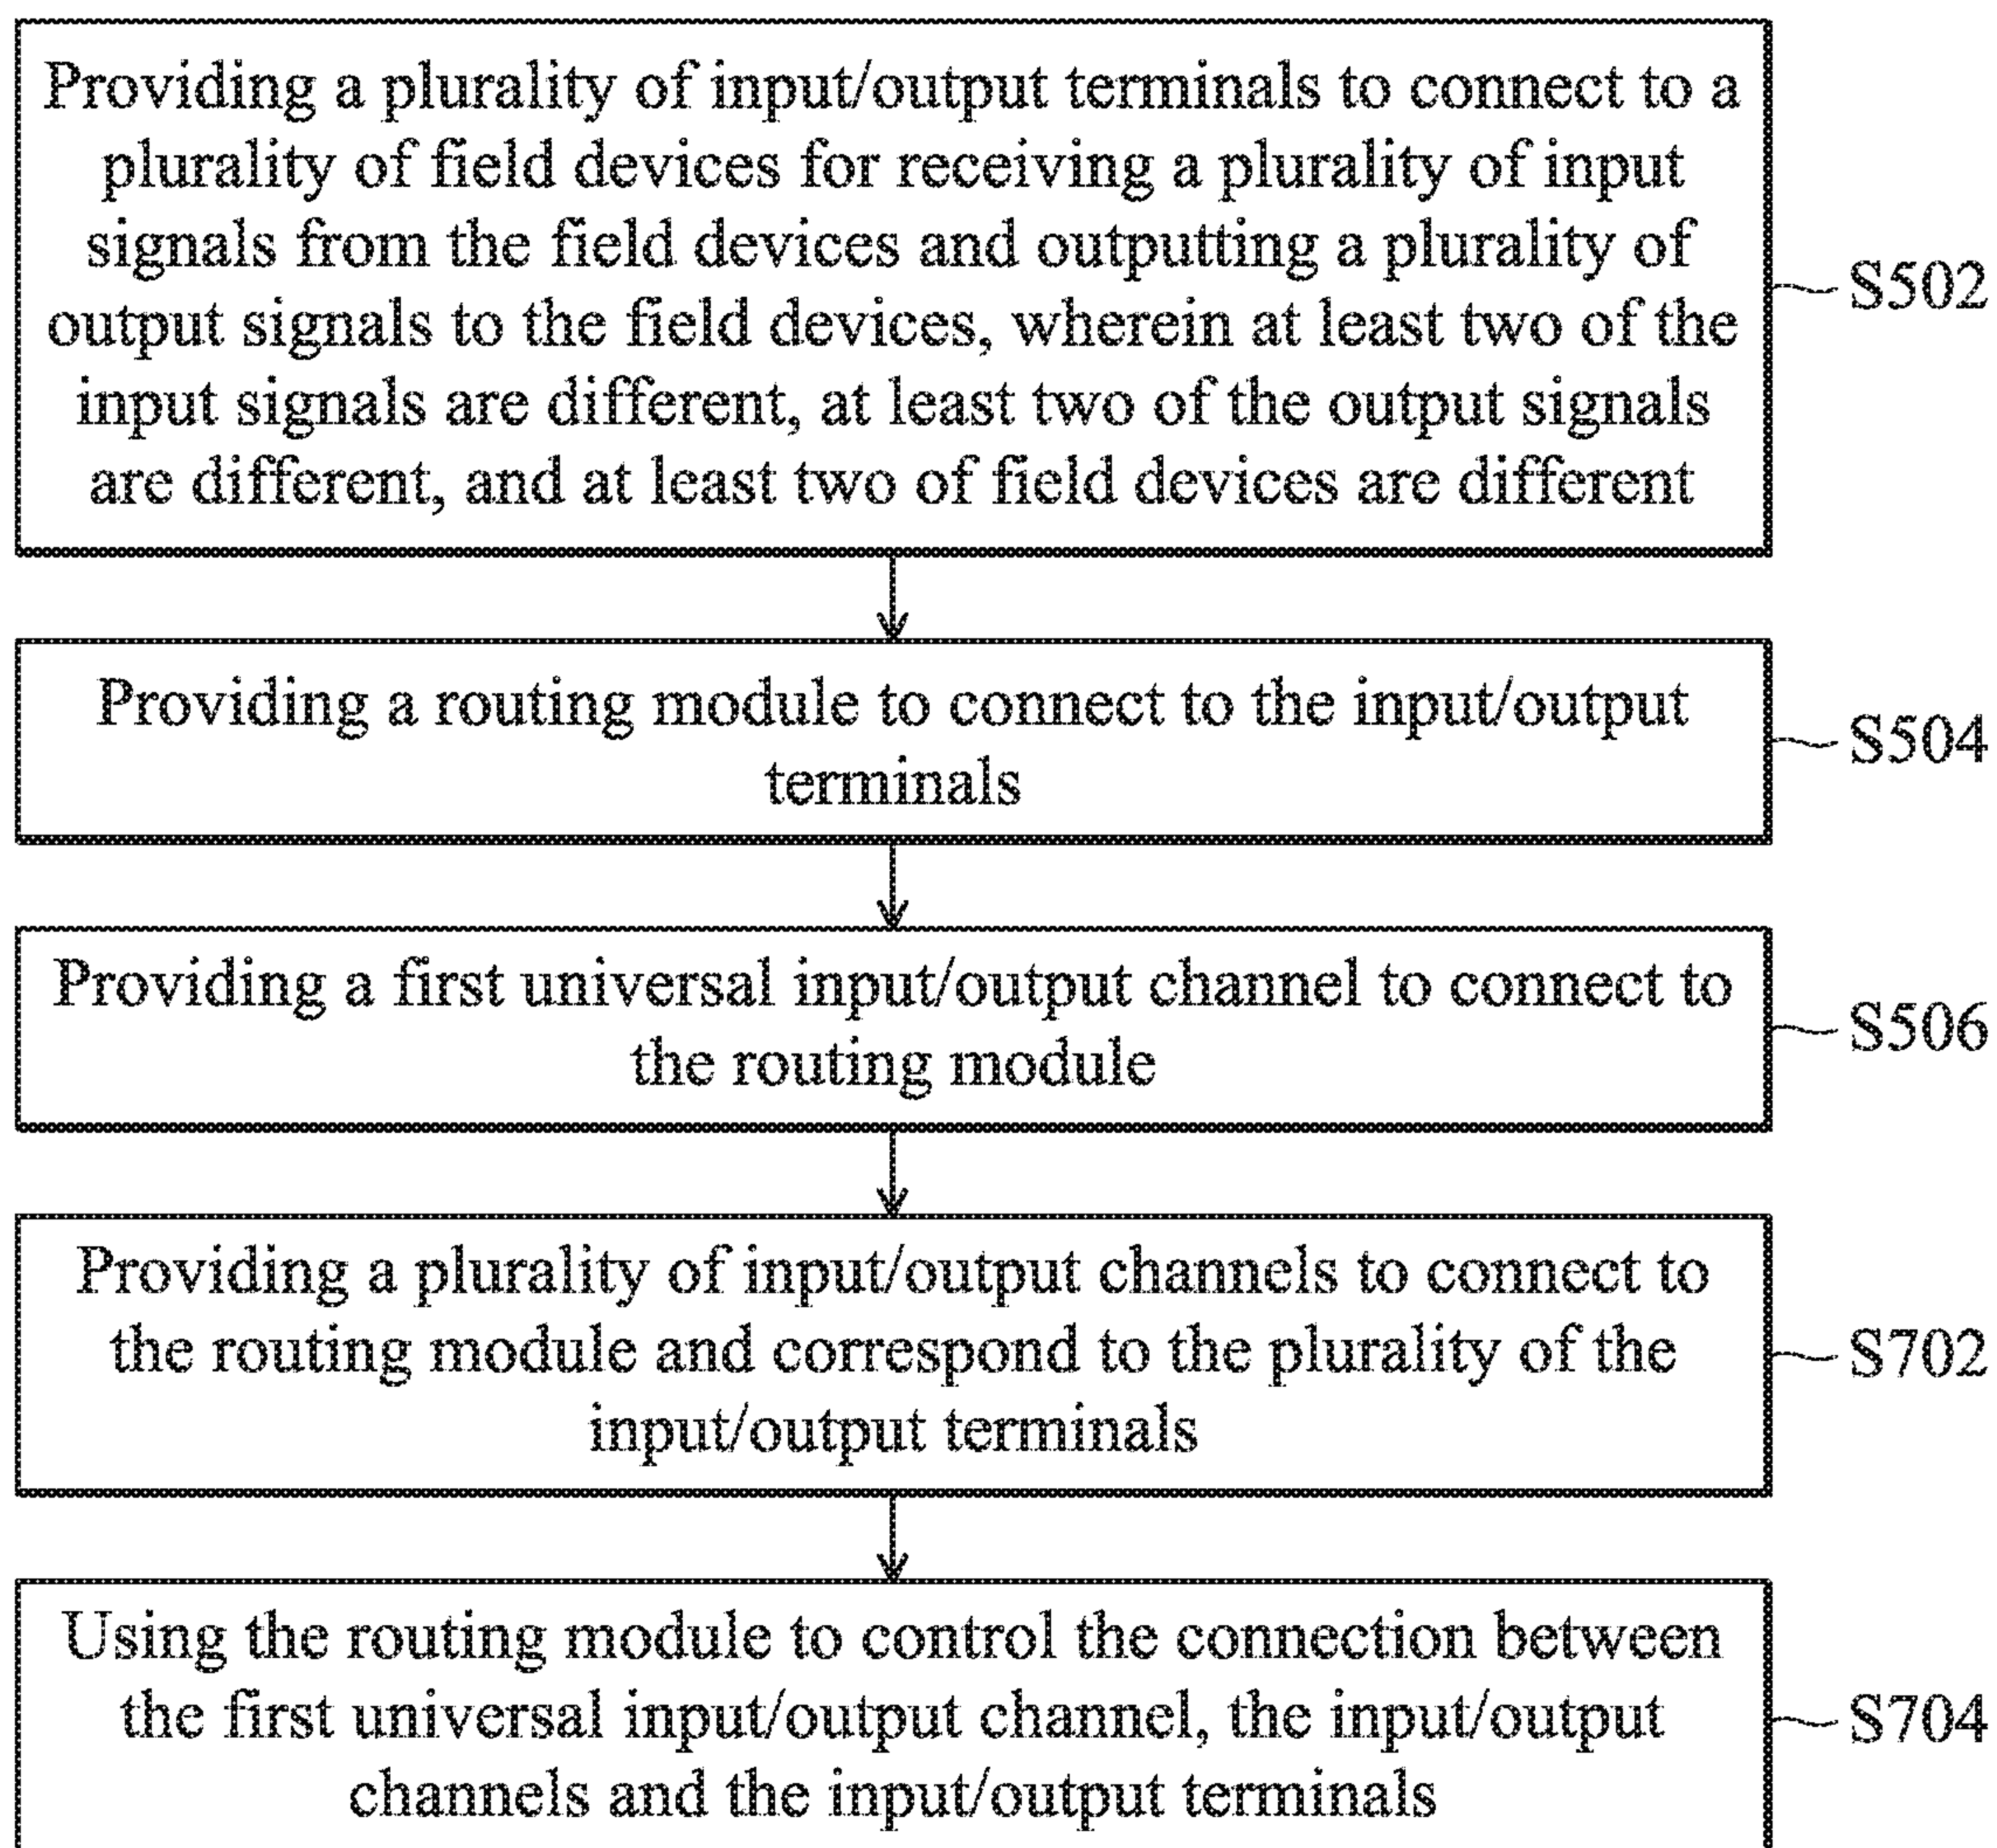 Providing a plurality of input/output terminals to connect to a
plurality of field devices for receiving a plurality of input
signals from the field devices and outputting a plurality of
output signals to the field devices, wherein at least two of the
input signals are different, at least two of the output signals
are different, and at least two of field devices are different
S502
Providing a routing module to connect to the input/output
terminals
S504
Providing a first universal input/output channel to connect to
the routing module
S506
Providing a plurality of input/output channels to connect to
the routing module and correspond to the plurality of the
input/output terminals
S702
Using the routing module to control the connection between
the first universal input/output channel, the input/output
channels and the input/output terminals
S704